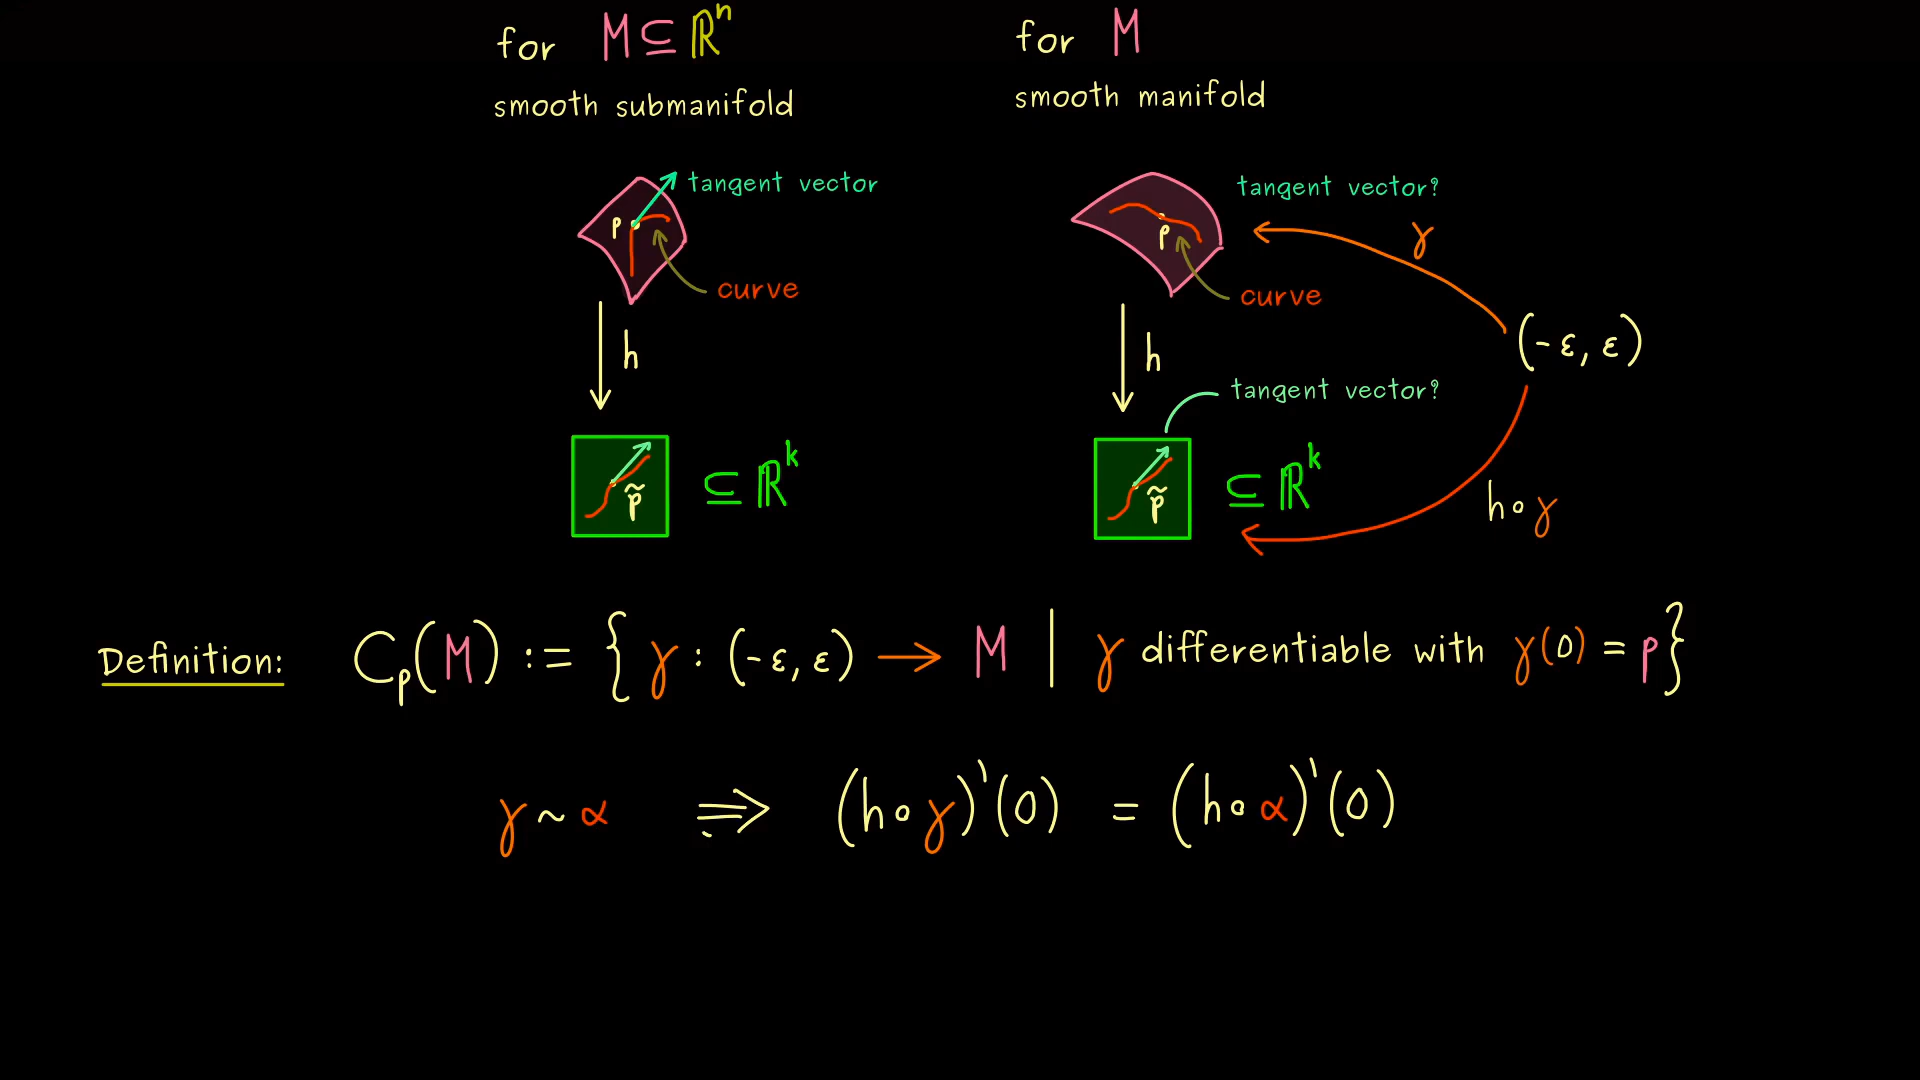 for M ⊆ ℝⁿ
smooth submanifold
for M
smooth manifold
tangent vector
p
curve
h
p̃
⊆ ℝᵏ
tangent vector?
p
curve
γ
(-ε, ε)
h
tangent vector?
p̃
⊆ ℝᵏ
h∘γ
Definition: Cₚ(M) := { γ : (-ε, ε) → M | γ differentiable with γ(0) = p }
γ ~ α :⇒ (h∘γ)'(0) = (h∘α)'(0)